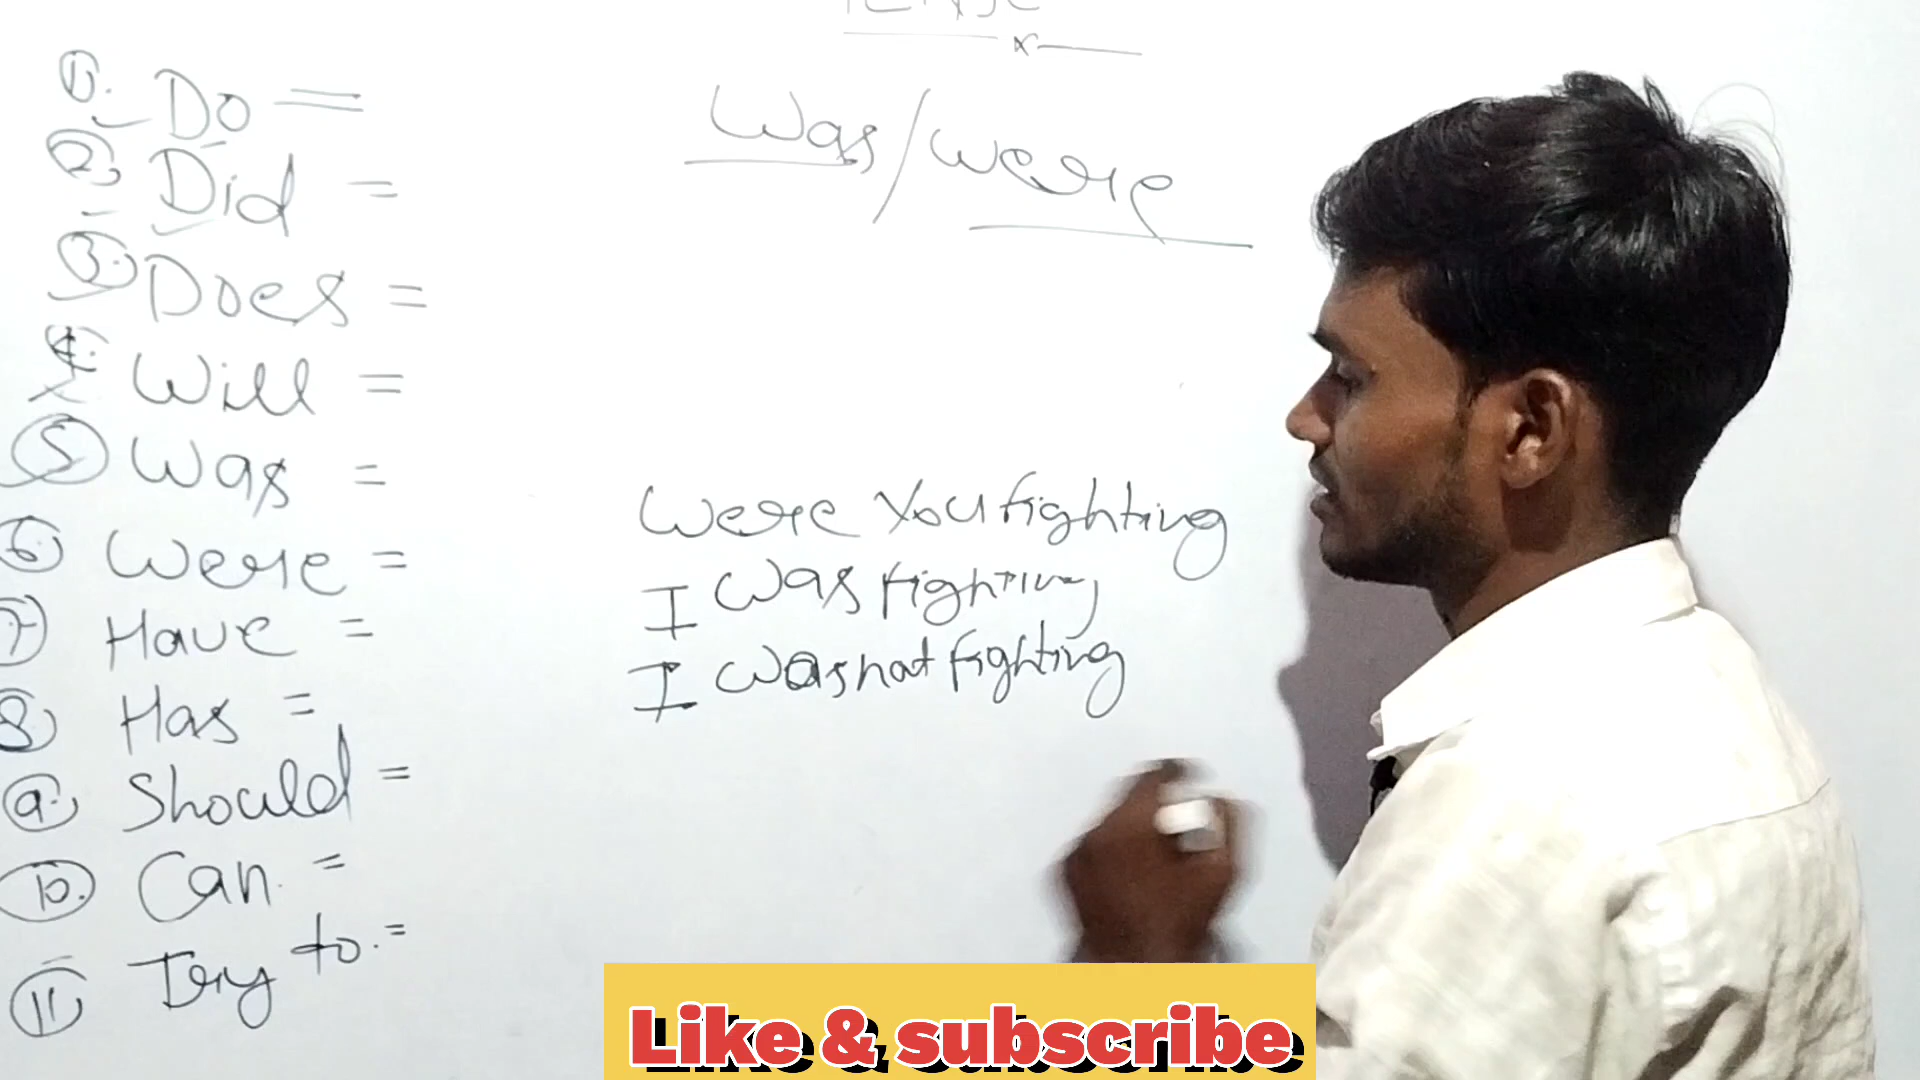 1. Do =
2. Did =
3. Does =
4. Will =
5 Was =
6 Were =
7 Have =
8 Has =
9. Should =
10. Can. =
11 Try to. =
Was/were
Were You fighting
I was fighting
I was not fighting
Like & subscribe